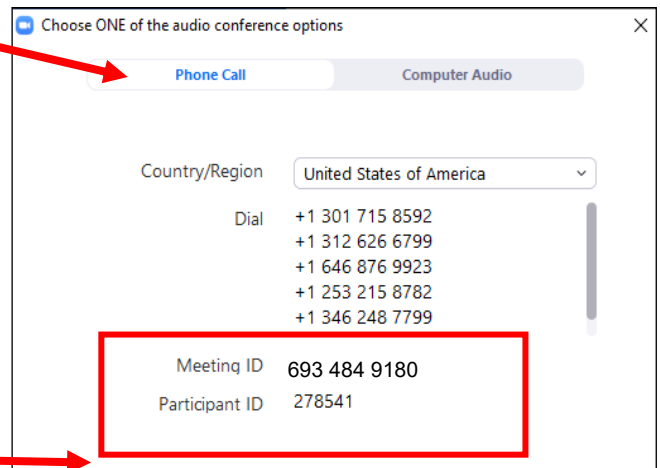 Choose ONE of the audio conference options
Phone Call Computer Audio
Country/Region United States of America
Dial +1 301 715 8592
+1 312 626 6799
+1 646 876 9923
+1 253 215 8782
+1 346 248 7799
Meeting ID 693 484 9180
Participant ID 278541